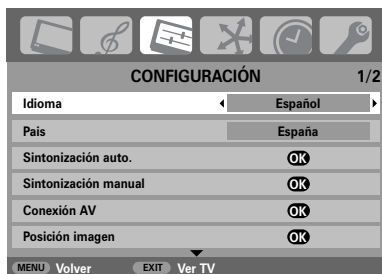 CONFIGURACIÓN 1/2
Idioma Español
Pais España
Sintonización auto. OK
Sintonización manual OK
Conexión AV OK
Posición imagen OK
MENU Volver EXIT Ver TV